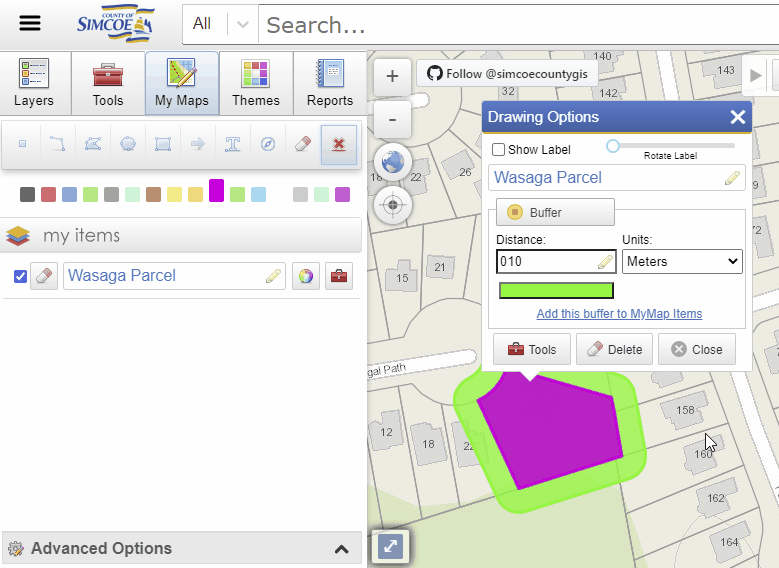 COUNTY OF
SIMCOE
All
Search...
Layers
Tools
My Maps
Themes
Reports
my items
Wasaga Parcel
Advanced Options
+
-
Follow @simcoecountygis
140
143
32
142
Drawing Options
Show Label
Rotate Label
Wasaga Parcel
Buffer
Distance:
Units:
010
Meters
Add this buffer to MyMap Items
Tools
Delete
Close
18
22
26
15
21
72
gal Path
12
18
22
158
160
162
164